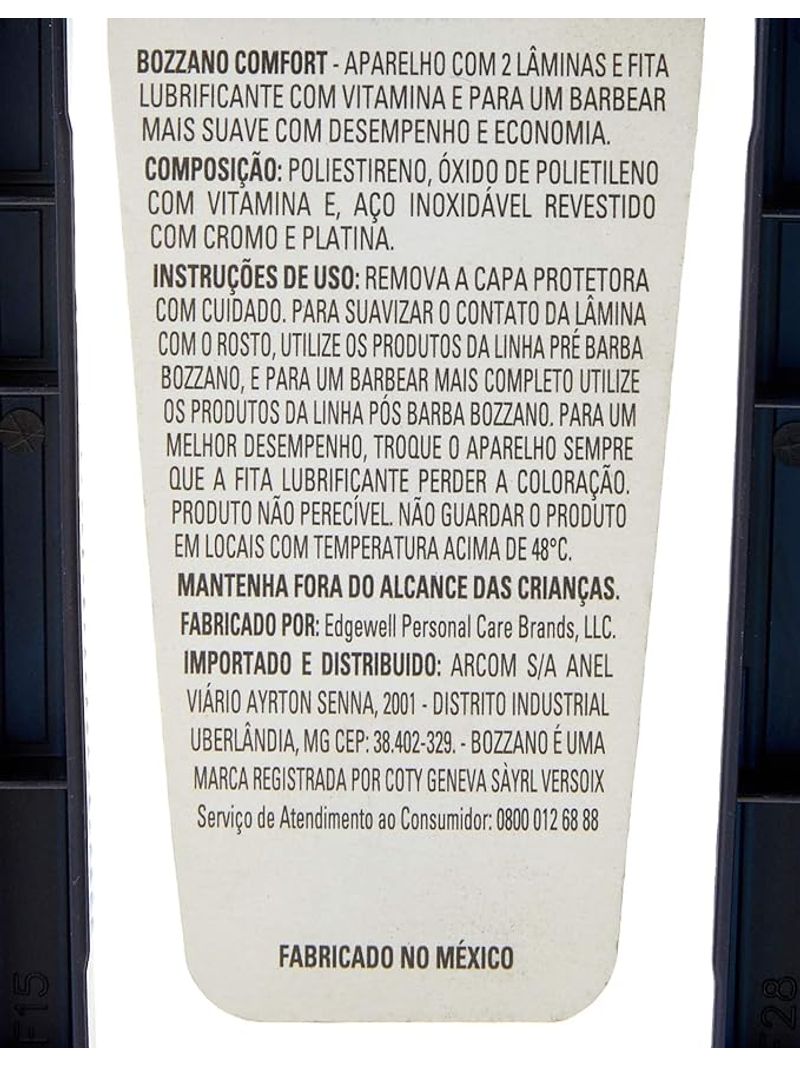 BOZZANO COMFORT - APARELHO COM 2 LÂMINAS E FITA
LUBRIFICANTE COM VITAMINA E PARA UM BARBEAR
MAIS SUAVE COM DESEMPENHO E ECONOMIA.
COMPOSIÇÃO: POLIESTIRENO, ÓXIDO DE POLIETILENO
COM VITAMINA E, AÇO INOXIDÁVEL REVESTIDO
COM CROMO E PLATINA.
INSTRUÇÕES DE USO: REMOVA A CAPA PROTETORA
COM CUIDADO. PARA SUAVIZAR O CONTATO DA LÂMINA
COM O ROSTO, UTILIZE OS PRODUTOS DA LINHA PRÉ BARBA
BOZZANO, E PARA UM BARBEAR MAIS COMPLETO UTILIZE
OS PRODUTOS DA LINHA PÓS BARBA BOZZANO. PARA UM
MELHOR DESEMPENHO, TROQUE O APARELHO SEMPRE
QUE A FITA LUBRIFICANTE PERDER A COLORAÇÃO.
PRODUTO NÃO PERECÍVEL. NÃO GUARDAR O PRODUTO
EM LOCAIS COM TEMPERATURA ACIMA DE 48ºC.
MANTENHA FORA DO ALCANCE DAS CRIANÇAS.
FABRICADO POR: Edgewell Personal Care Brands, LLC.
IMPORTADO E DISTRIBUIDO: ARCOM S/A ANEL
VIÁRIO AYRTON SENNA, 2001 - DISTRITO INDUSTRIAL
UBERLÂNDIA, MG CEP: 38.402-329. - BOZZANO É UMA
MARCA REGISTRADA POR COTY GENEVA SÀYRL VERSOIX
Serviço de Atendimento ao Consumidor: 0800 012 68 88
FABRICADO NO MÉXICO
F15
F28